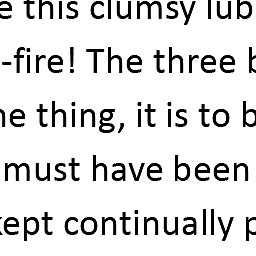 this clumsy lub
-fire! The three b
he thing, it is to b
must have been
kept continually p